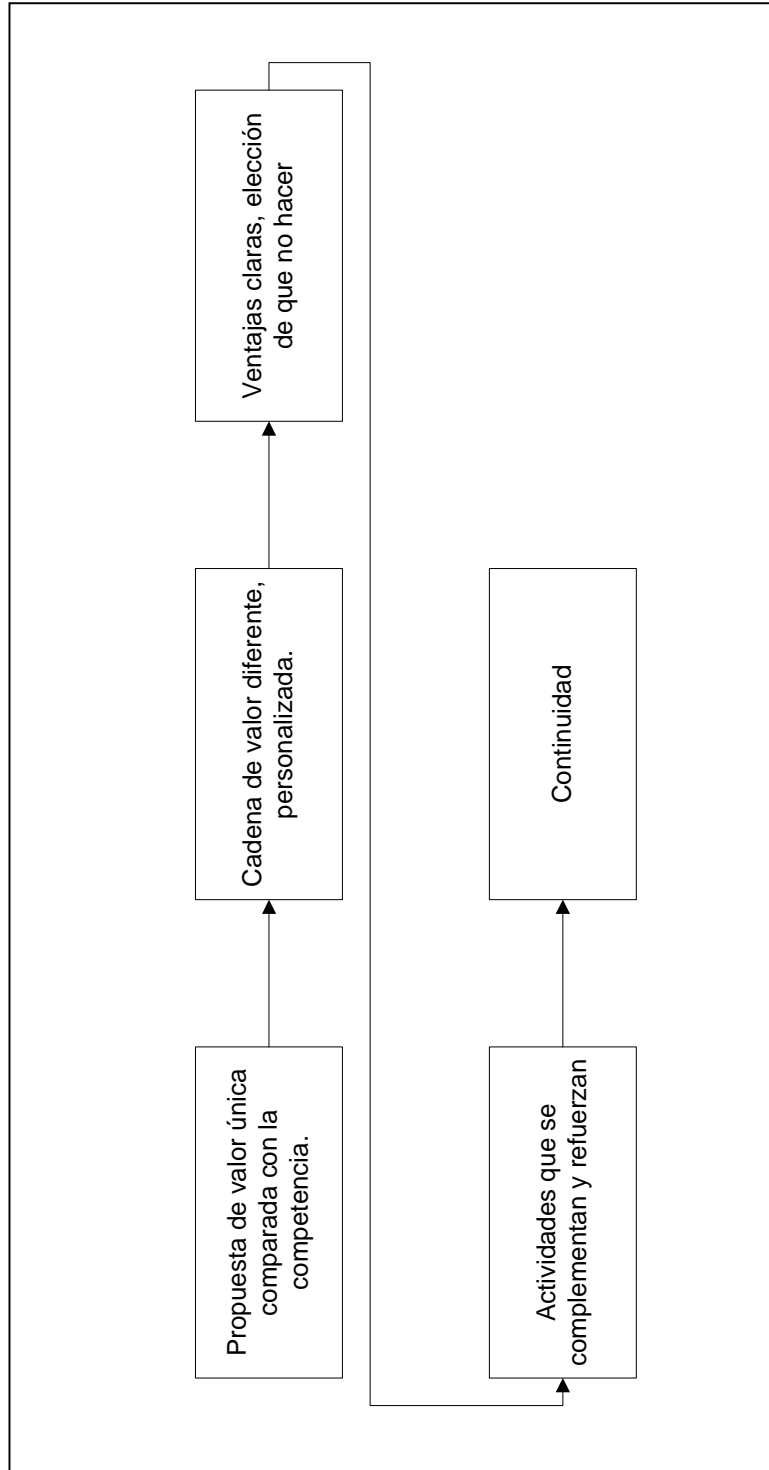 Propuesta de valor única
comparada con la
competencia.
Cadena de valor diferente,
personalizada.
Ventajas claras, elección
de que no hacer
Actividades que se
complementan y refuerzan
Continuidad